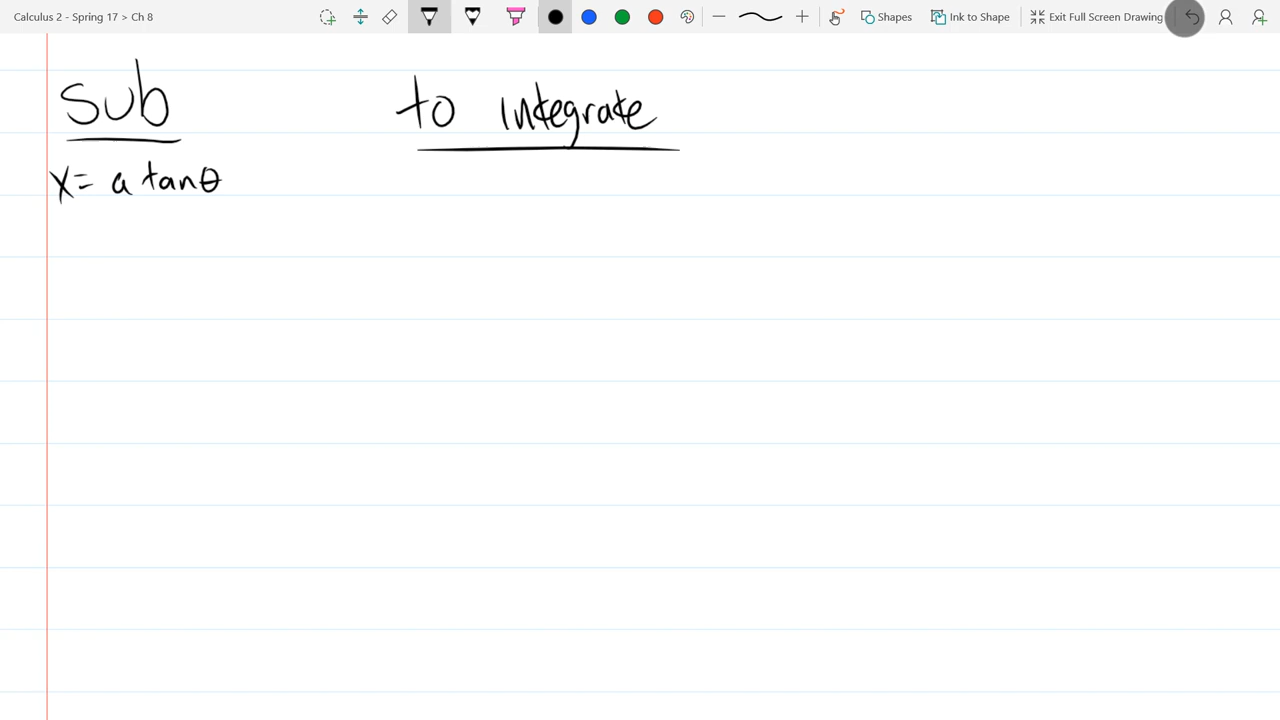 Calculus 2 - Spring 17 > Ch 8 Shapes Ink to Shape Exit Full Screen Drawing
Sub to integrate
x = a tanθ